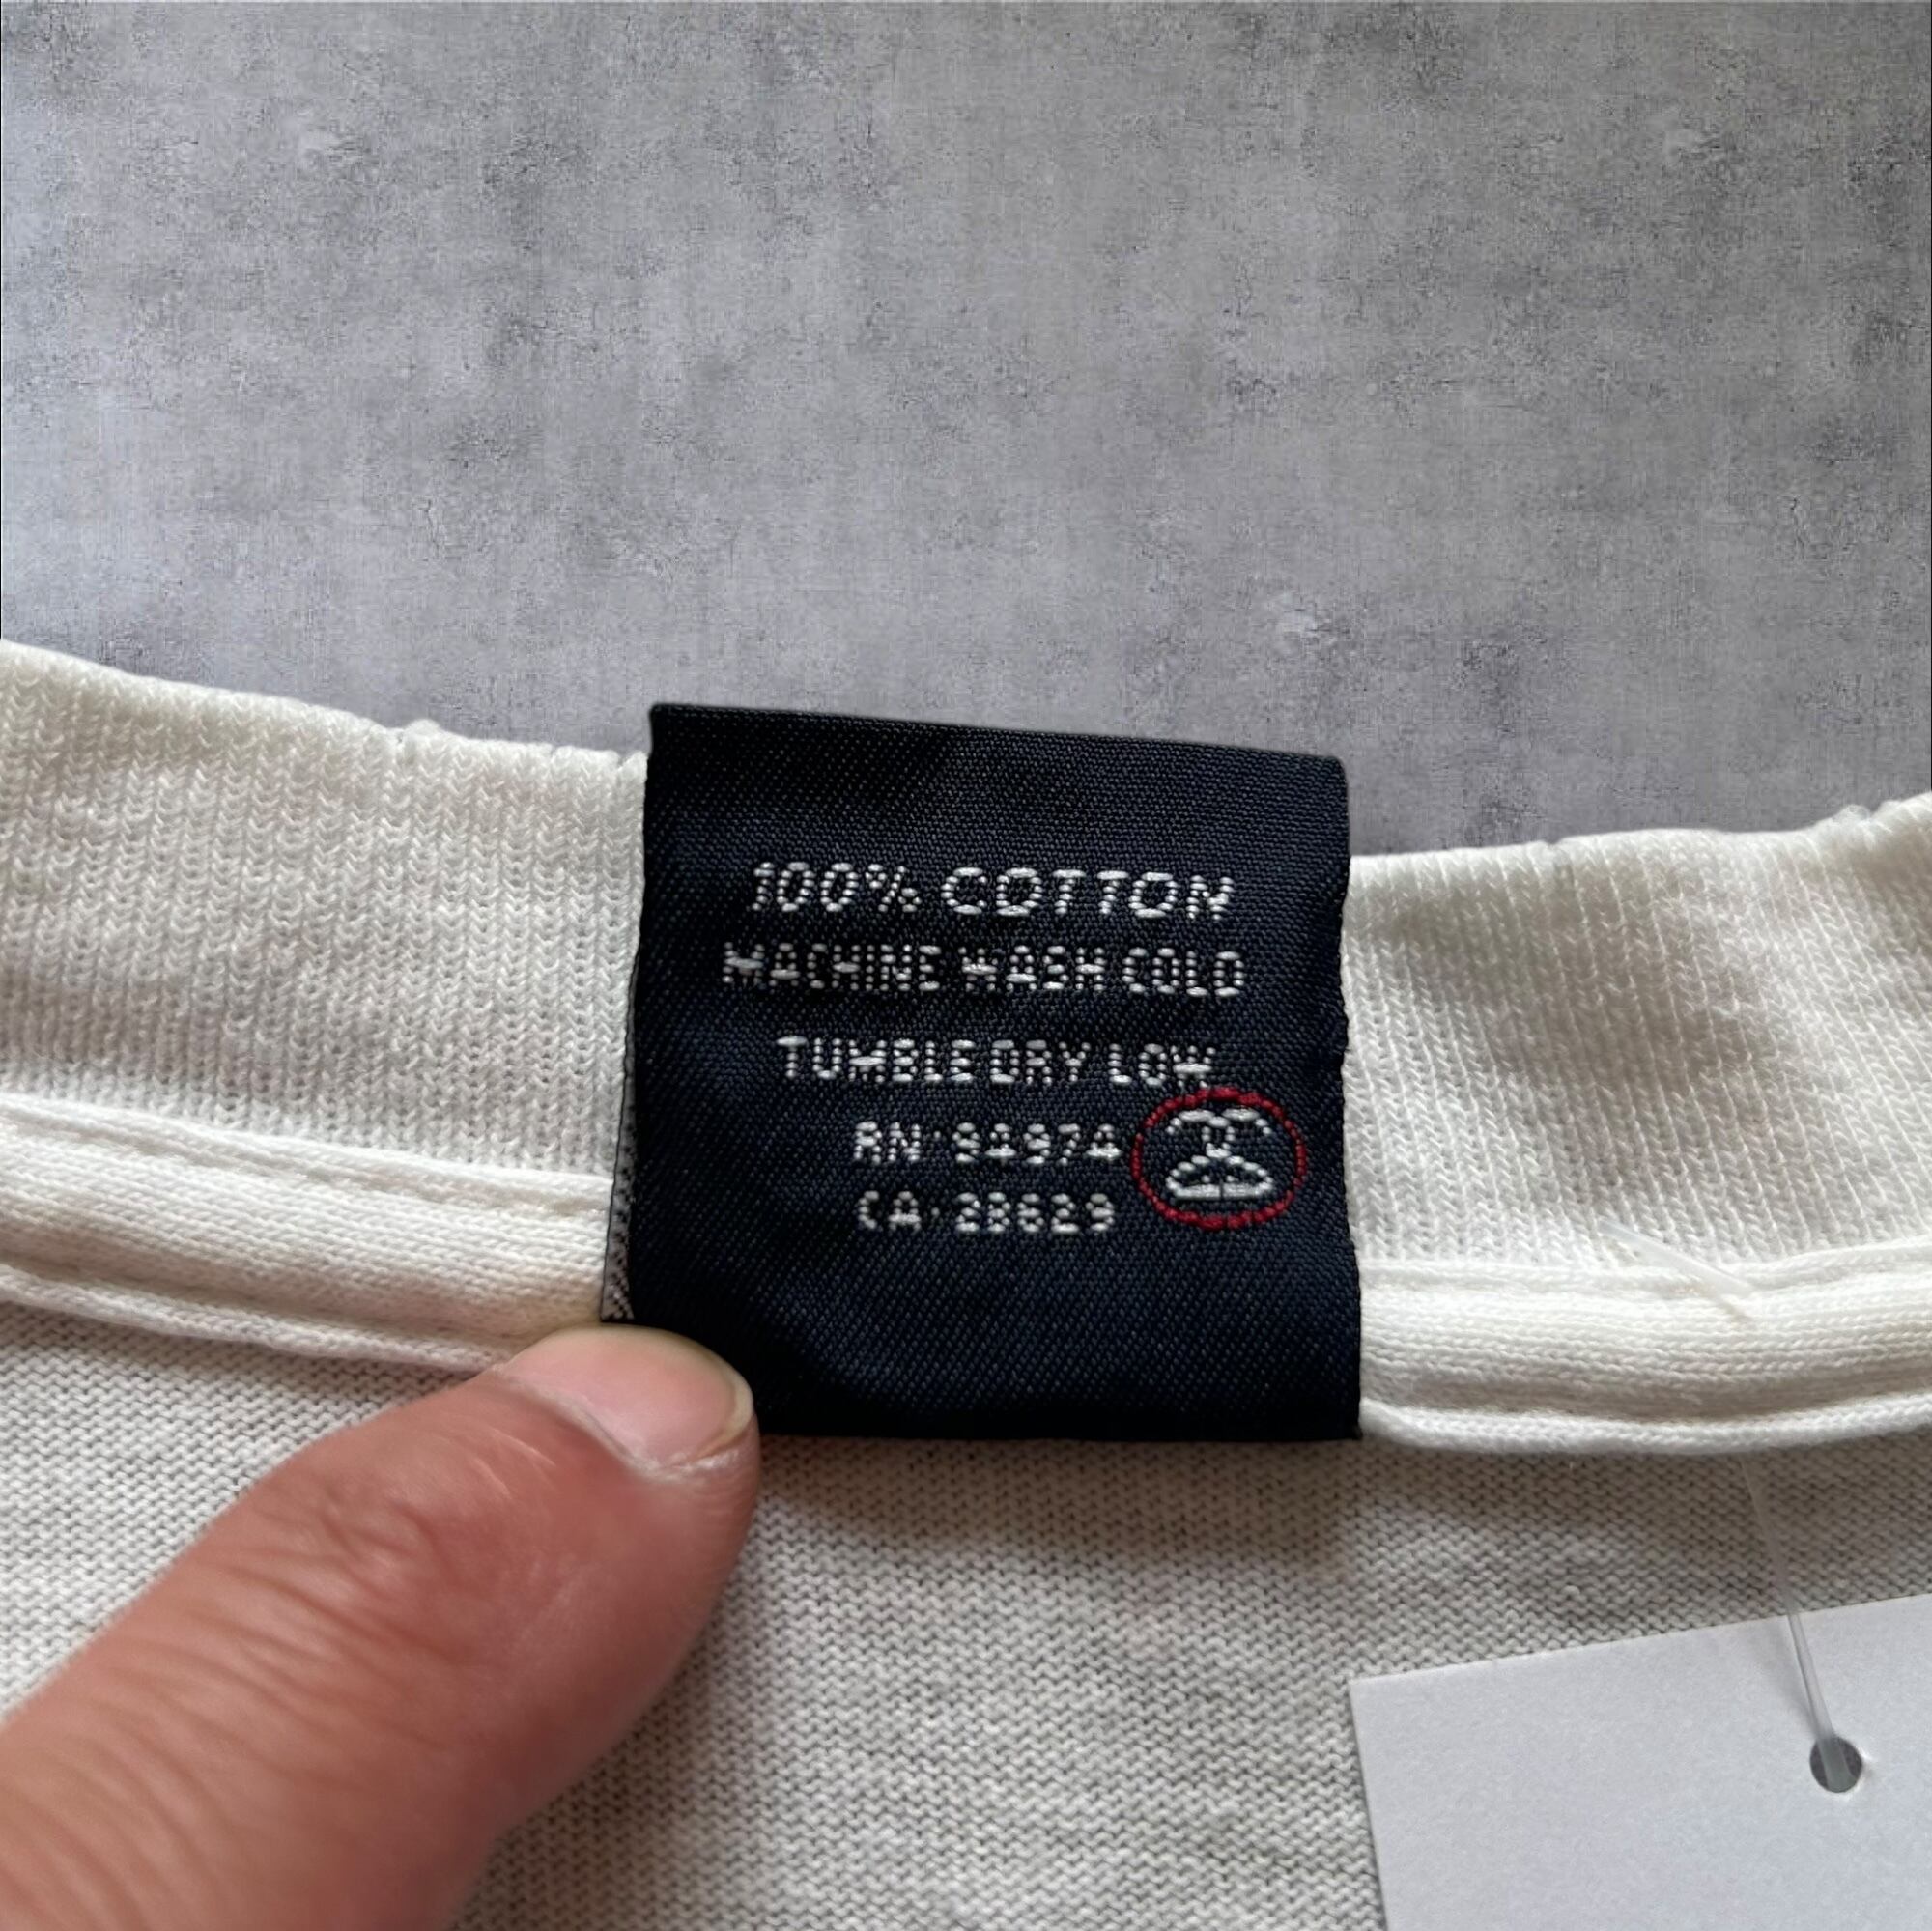 100% COTTON
MACHINE WASH COLD
TUMBLE DRY LOW
RN 94974
CA 28629